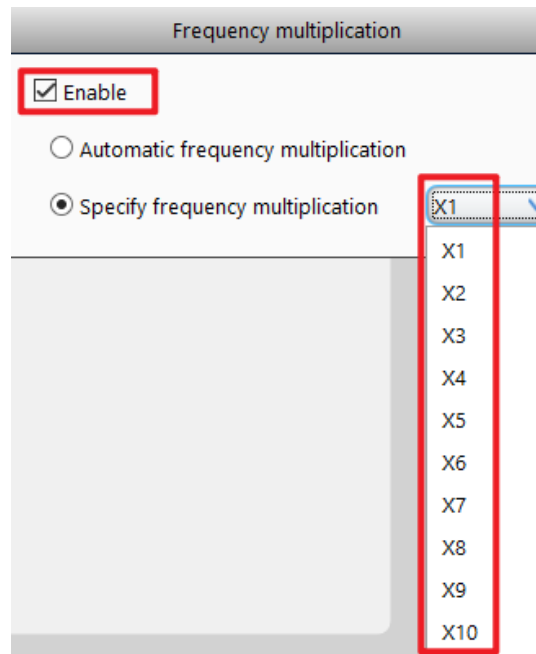 Frequency multiplication
Enable
Automatic frequency multiplication
Specify frequency multiplication X1
X1
X2
X3
X4
X5
X6
X7
X8
X9
X10